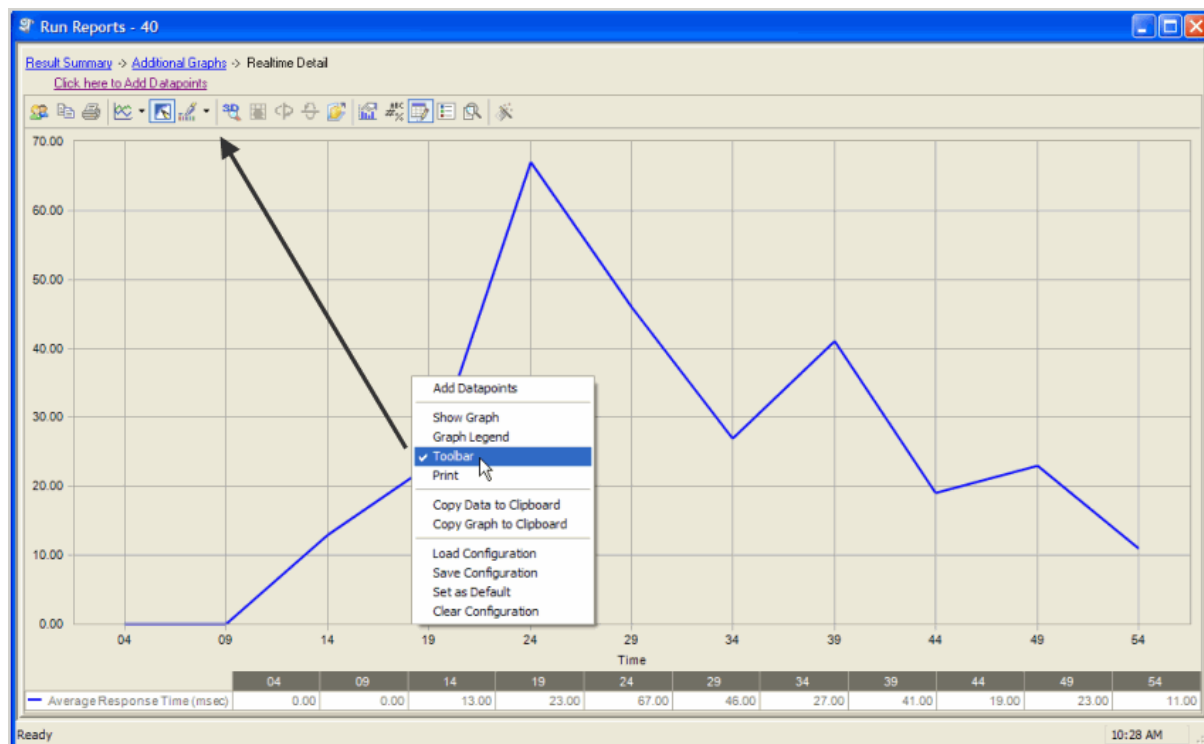 Run Reports - 40
Result Summary -> Additional Graphs -> Realtime Detail
Click here to Add Datapoints
70.00
60.00
50.00
40.00
30.00
20.00
10.00
0.00
Add Datapoints
Show Graph
Graph Legend
Toolbar
Print
Copy Data to Clipboard
Copy Graph to Clipboard
Load Configuration
Save Configuration
Set as Default
Clear Configuration
04 09 14 19 24 29 34 39 44 49 54
Time
04 09 14 19 24 29 34 39 44 49 54
Average Response Time (msec) 0.00 0.00 13.00 23.00 67.00 46.00 27.00 41.00 19.00 23.00 11.00
Ready 10:28 AM